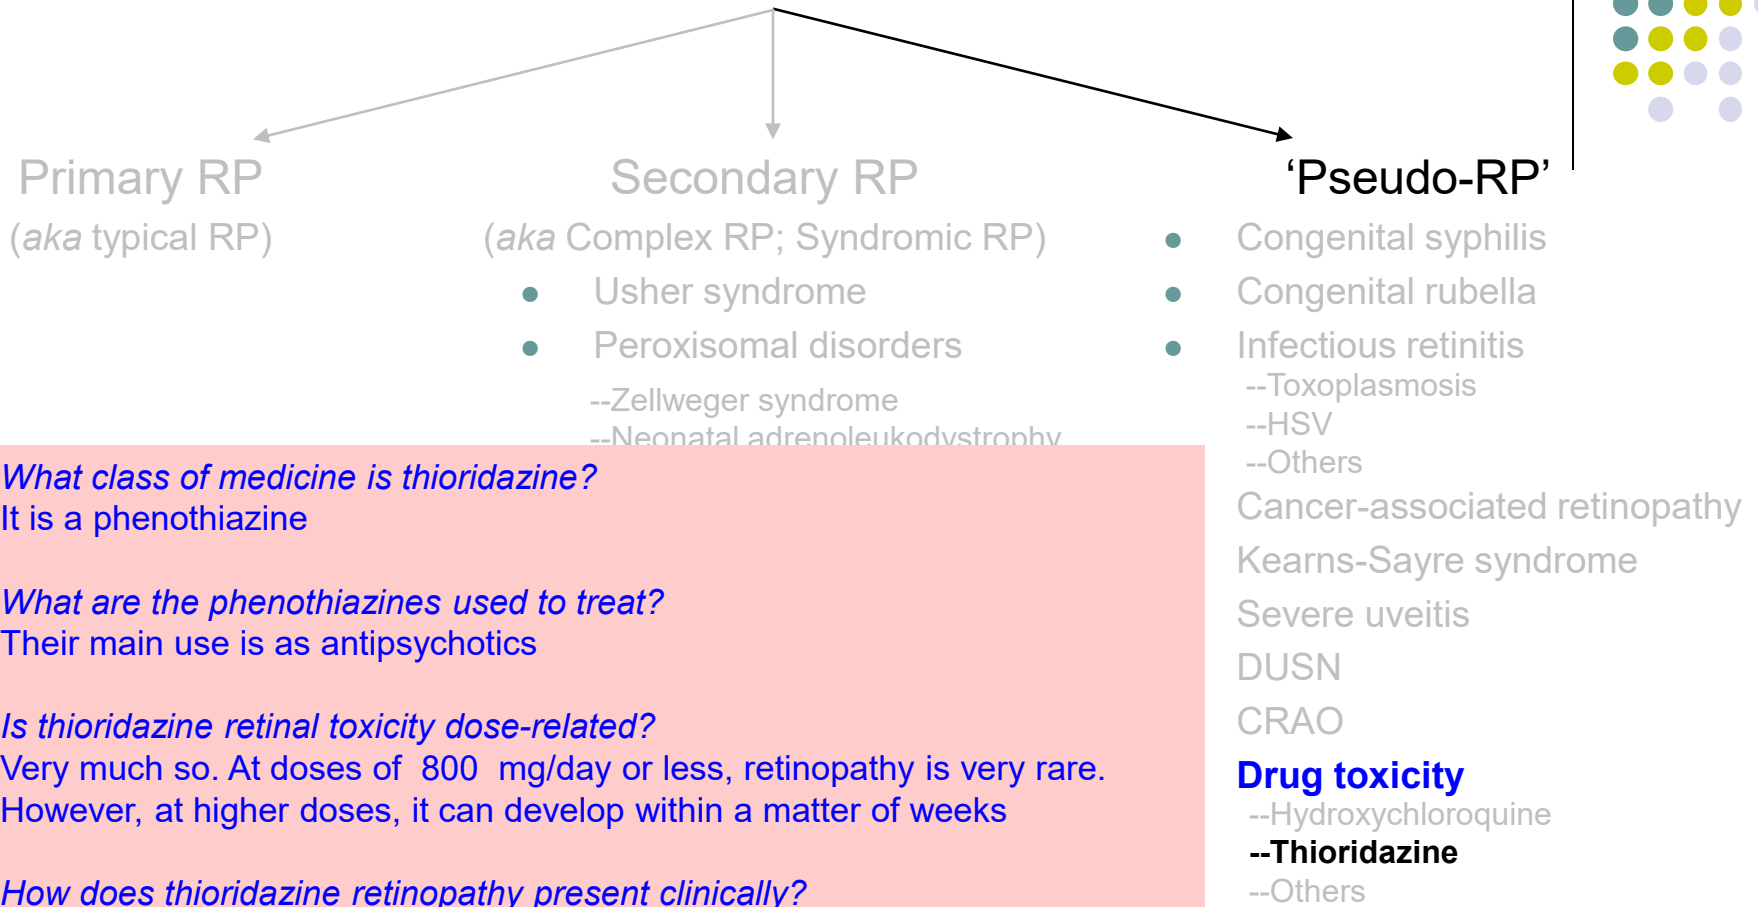 Primary RP
(aka typical RP)
Secondary RP
(aka Complex RP; Syndromic RP)
Usher syndrome
Peroxisomal disorders
--Zellweger syndrome
--Neonatal adrenoleukodystrophy
‘Pseudo-RP’
Congenital syphilis
Congenital rubella
Infectious retinitis
--Toxoplasmosis
--HSV
--Others
Cancer-associated retinopathy
Kearns-Sayre syndrome
Severe uveitis
DUSN
CRAO
Drug toxicity
--Hydroxychloroquine
--Thioridazine
--Others
What class of medicine is thioridazine?
It is a phenothiazine
What are the phenothiazines used to treat?
Their main use is as antipsychotics
Is thioridazine retinal toxicity dose-related?
Very much so. At doses of 800 mg/day or less, retinopathy is very rare.
However, at higher doses, it can develop within a matter of weeks
How does thioridazine retinopathy present clinically?